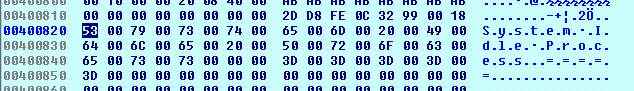 00400810 00 00 00 00 00 00 00 00 2D D8 FE 0C 32 99 00 18 ........-+¦.2Ö..
00400820 53 00 79 00 73 00 74 00 65 00 6D 00 20 00 49 00 S.y.s.t.e.m.·.I.
00400830 64 00 6C 00 65 00 20 00 50 00 72 00 6F 00 63 00 d.l.e.·.P.r.o.c.
00400840 65 00 73 00 73 00 00 00 3D 00 3D 00 3D 00 3D 00 e.s.s...=.=.=.=.
00400850 3D 00 00 00 00 00 00 00 00 00 00 00 00 00 00 00 =...............